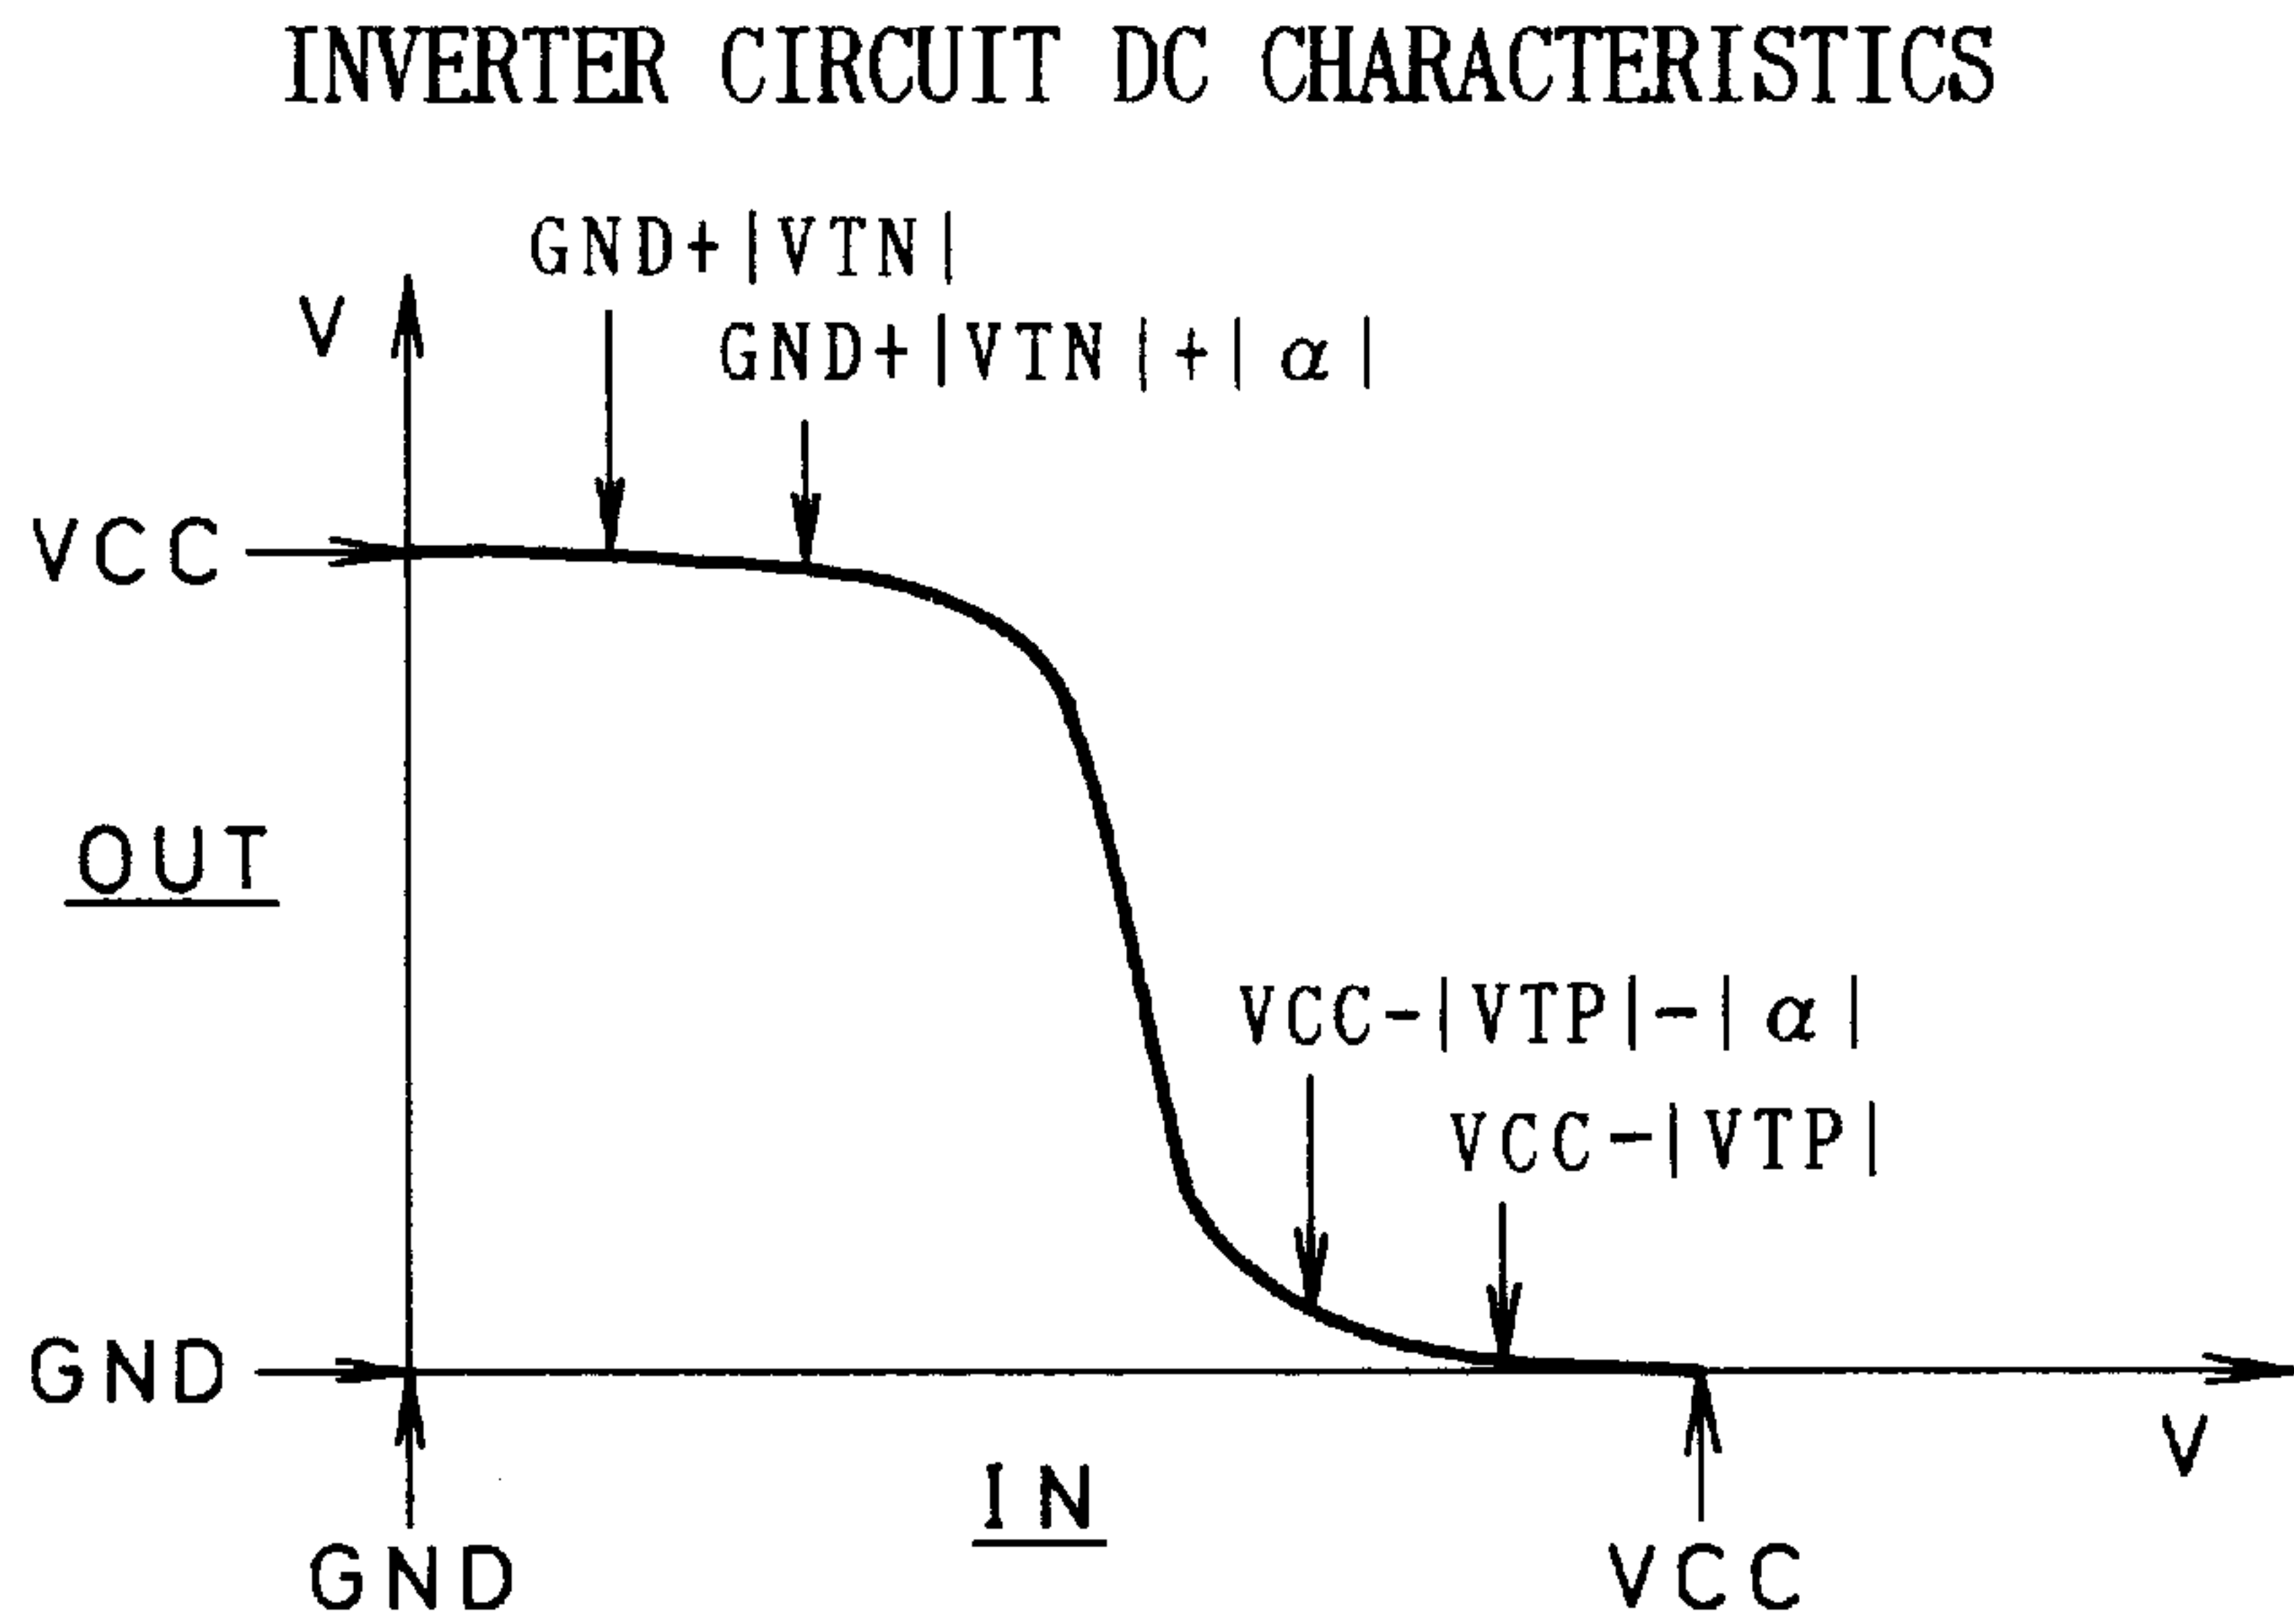 INVERTER CIRCUIT DC CHARACTERISTICS
GND+|VTN|
V
GND+|VTN|+|α|
VCC
OUT
VCC-|VTP|-|α|
VCC-|VTP|
GND
V
IN
GND
VCC